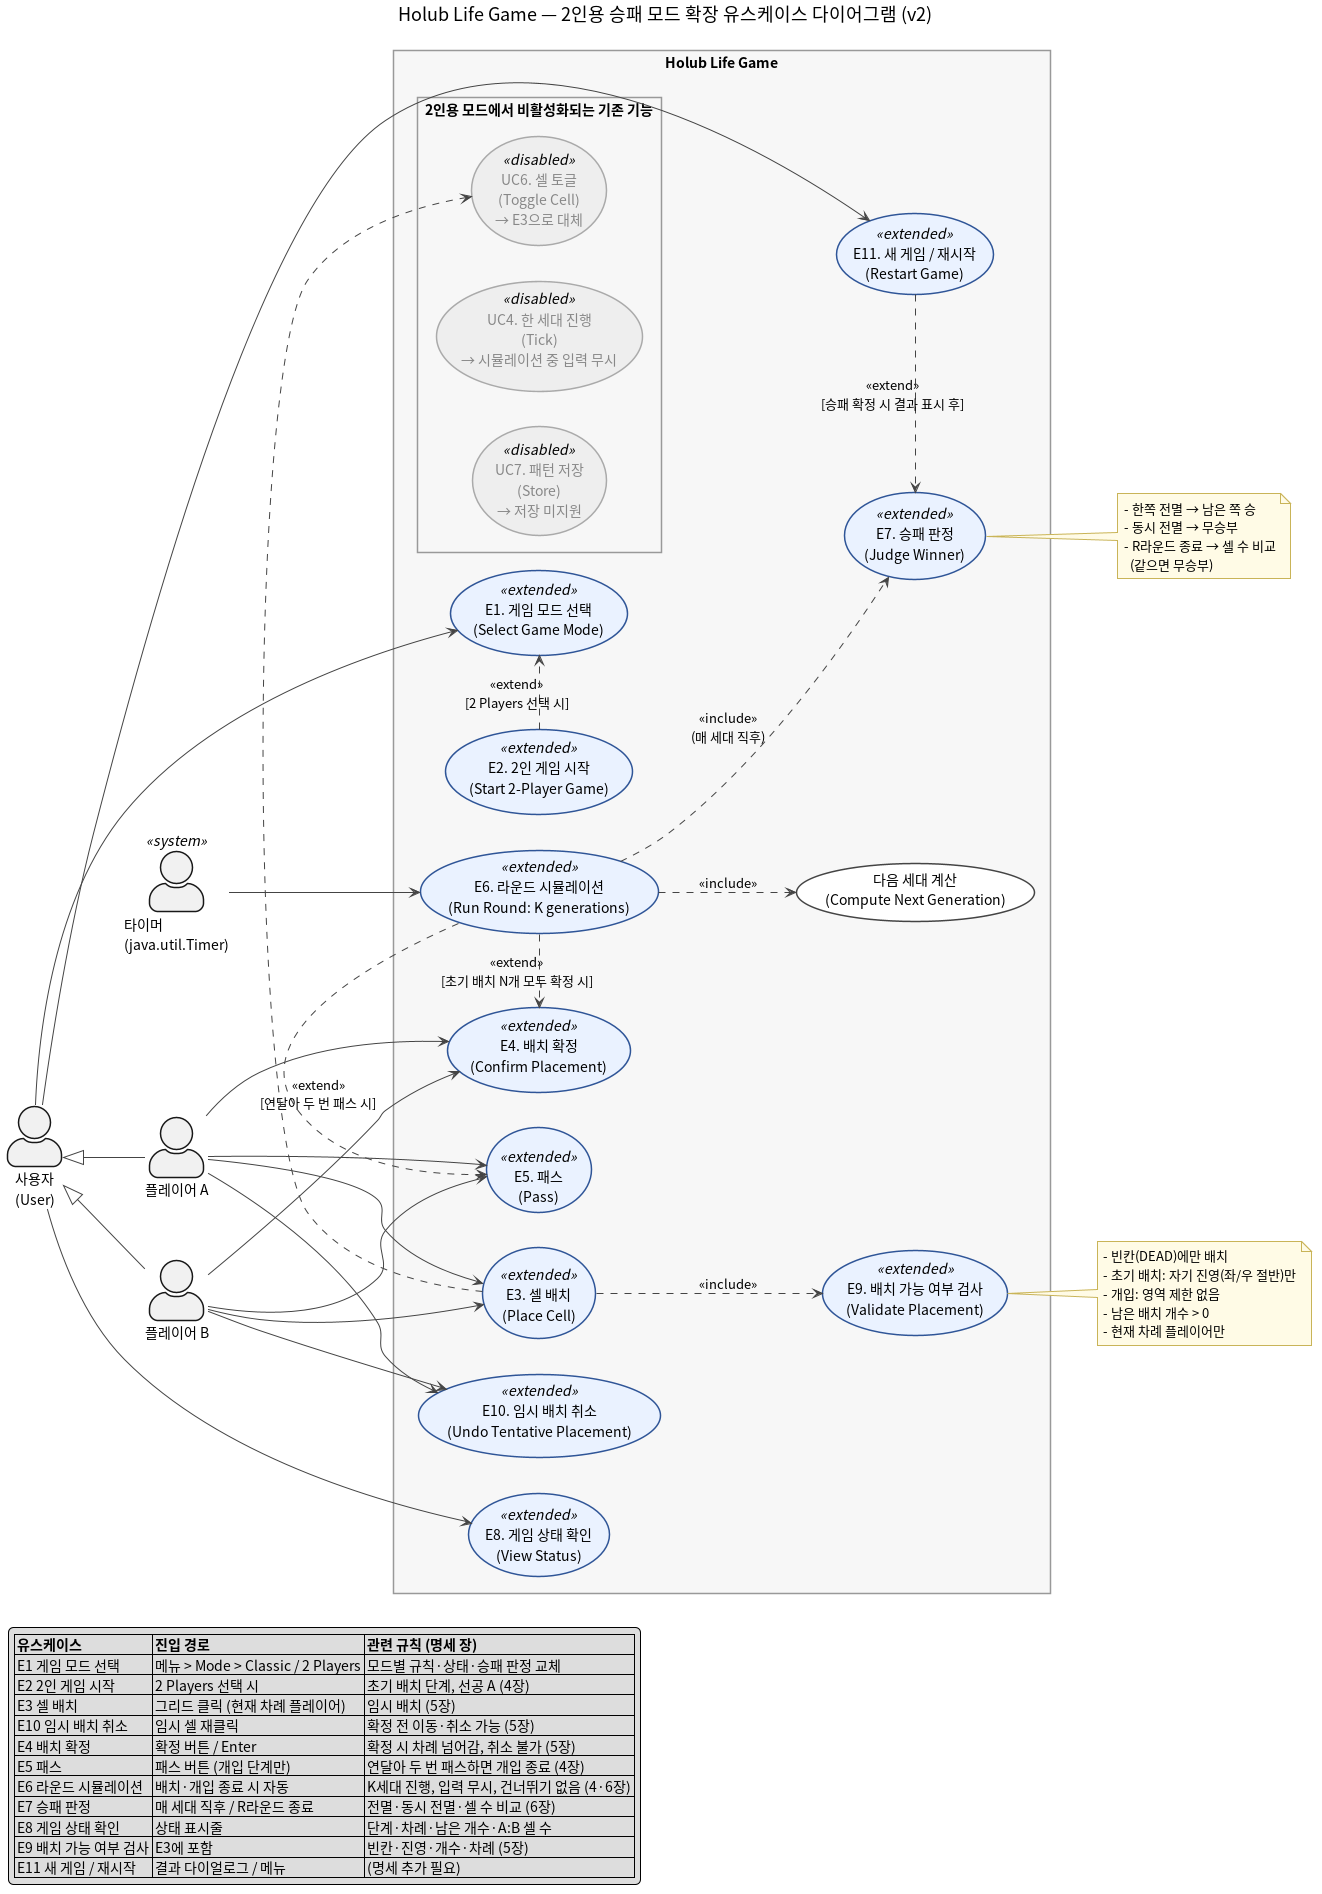 Holub Life Game — 2인용 승패 모드 확장 유스케이스 다이어그램 (v2)
Holub Life Game
2인용 모드에서 비활성화되는 기존 기능
«disabled»
UC6. 셀 토글
(Toggle Cell)
→ E3으로 대체
«disabled»
UC4. 한 세대 진행
(Tick)
→ 시뮬레이션 중 입력 무시
«disabled»
UC7. 패턴 저장
(Store)
→ 저장 미지원
«extended»
E11. 새 게임 / 재시작
(Restart Game)
«extend»
[승패 확정 시 결과 표시 후]
«extended»
E7. 승패 판정
(Judge Winner)
- 한쪽 전멸 → 남은 쪽 승
- 동시 전멸 → 무승부
- R라운드 종료 → 셀 수 비교
(같으면 무승부)
«extended»
E1. 게임 모드 선택
(Select Game Mode)
«extend»
[2 Players 선택 시]
«extended»
E2. 2인 게임 시작
(Start 2-Player Game)
«include»
(매 세대 직후)
«system»
타이머
(java.util.Timer)
«extended»
E6. 라운드 시뮬레이션
(Run Round: K generations)
«include»
다음 세대 계산
(Compute Next Generation)
«extend»
[초기 배치 N개 모두 확정 시]
«extended»
E4. 배치 확정
(Confirm Placement)
«extend»
[연달아 두 번 패스 시]
사용자
(User)
플레이어 A
«extended»
E5. 패스
(Pass)
플레이어 B
«extended»
E3. 셀 배치
(Place Cell)
«include»
«extended»
E9. 배치 가능 여부 검사
(Validate Placement)
- 빈칸(DEAD)에만 배치
- 초기 배치: 자기 진영(좌/우 절반)만
- 개입: 영역 제한 없음
- 남은 배치 개수 > 0
- 현재 차례 플레이어만
«extended»
E10. 임시 배치 취소
(Undo Tentative Placement)
«extended»
E8. 게임 상태 확인
(View Status)
유스케이스 진입 경로 관련 규칙 (명세 장)
E1 게임 모드 선택 메뉴 > Mode > Classic / 2 Players 모드별 규칙·상태·승패 판정 교체
E2 2인 게임 시작 2 Players 선택 시 초기 배치 단계, 선공 A (4장)
E3 셀 배치 그리드 클릭 (현재 차례 플레이어) 임시 배치 (5장)
E10 임시 배치 취소 임시 셀 재클릭 확정 전 이동·취소 가능 (5장)
E4 배치 확정 확정 버튼 / Enter 확정 시 차례 넘어감, 취소 불가 (5장)
E5 패스 패스 버튼 (개입 단계만) 연달아 두 번 패스하면 개입 종료 (4장)
E6 라운드 시뮬레이션 배치·개입 종료 시 자동 K세대 진행, 입력 무시, 건너뛰기 없음 (4·6장)
E7 승패 판정 매 세대 직후 / R라운드 종료 전멸·동시 전멸·셀 수 비교 (6장)
E8 게임 상태 확인 상태 표시줄 단계·차례·남은 개수·A:B 셀 수
E9 배치 가능 여부 검사 E3에 포함 빈칸·진영·개수·차례 (5장)
E11 새 게임 / 재시작 결과 다이얼로그 / 메뉴 (명세 추가 필요)